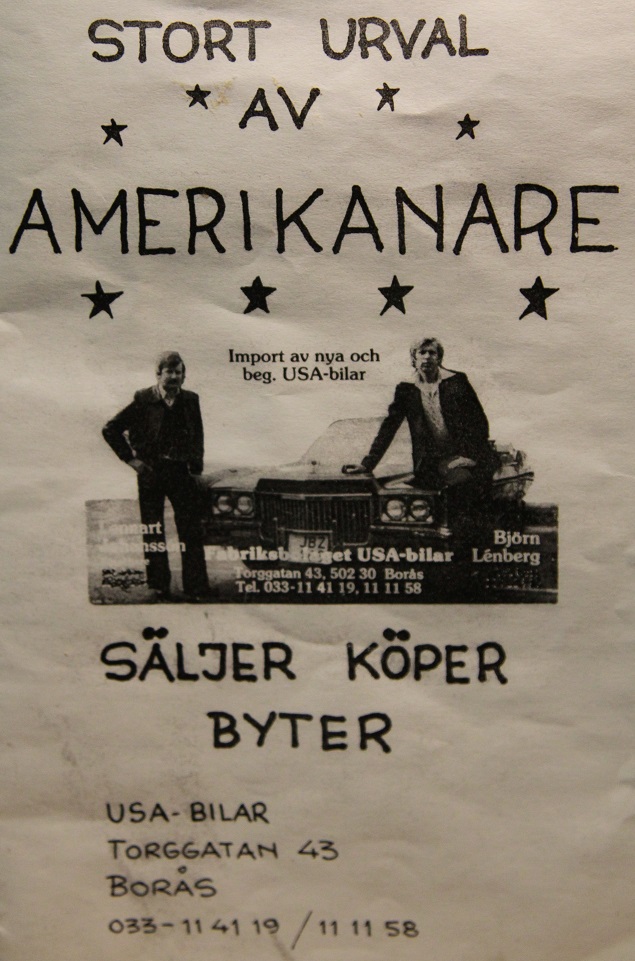 STORT URVAL
AV
AMERIKANARE
Import av nya och
beg. USA-bilar
Lennart
Johansson
Björn
Lénberg
Fabriksbolaget USA-bilar
Torggatan 43, 502 30 Borås
Tel. 033-11 41 19, 11 11 58
SÄLJER KÖPER
BYTER
USA-BILAR
TORGGATAN 43
BORÅS
033-11 41 19 / 11 11 58